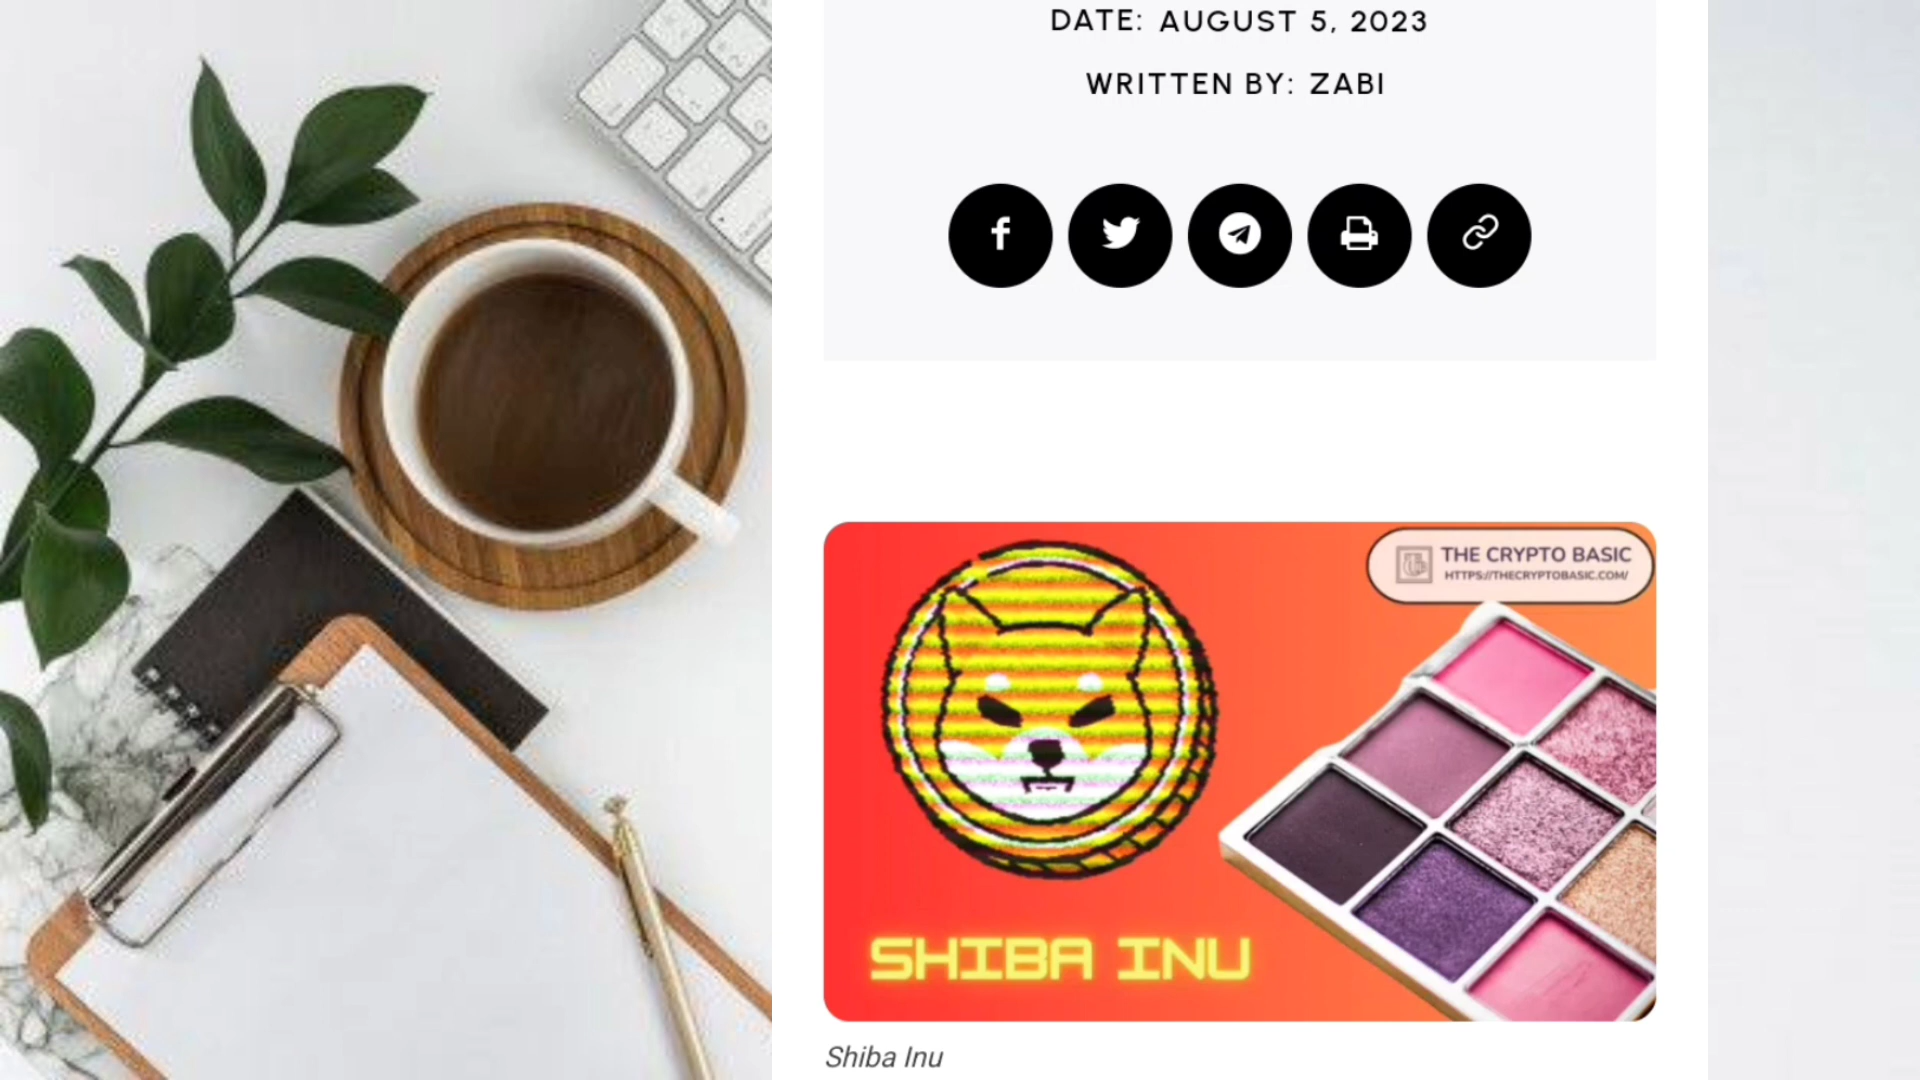 DATE: AUGUST 5, 2023
WRITTEN BY: ZABI
THE CRYPTO BASIC
HTTPS://THECRYPTOBASIC.COM/
SHIBA INU
Shiba Inu